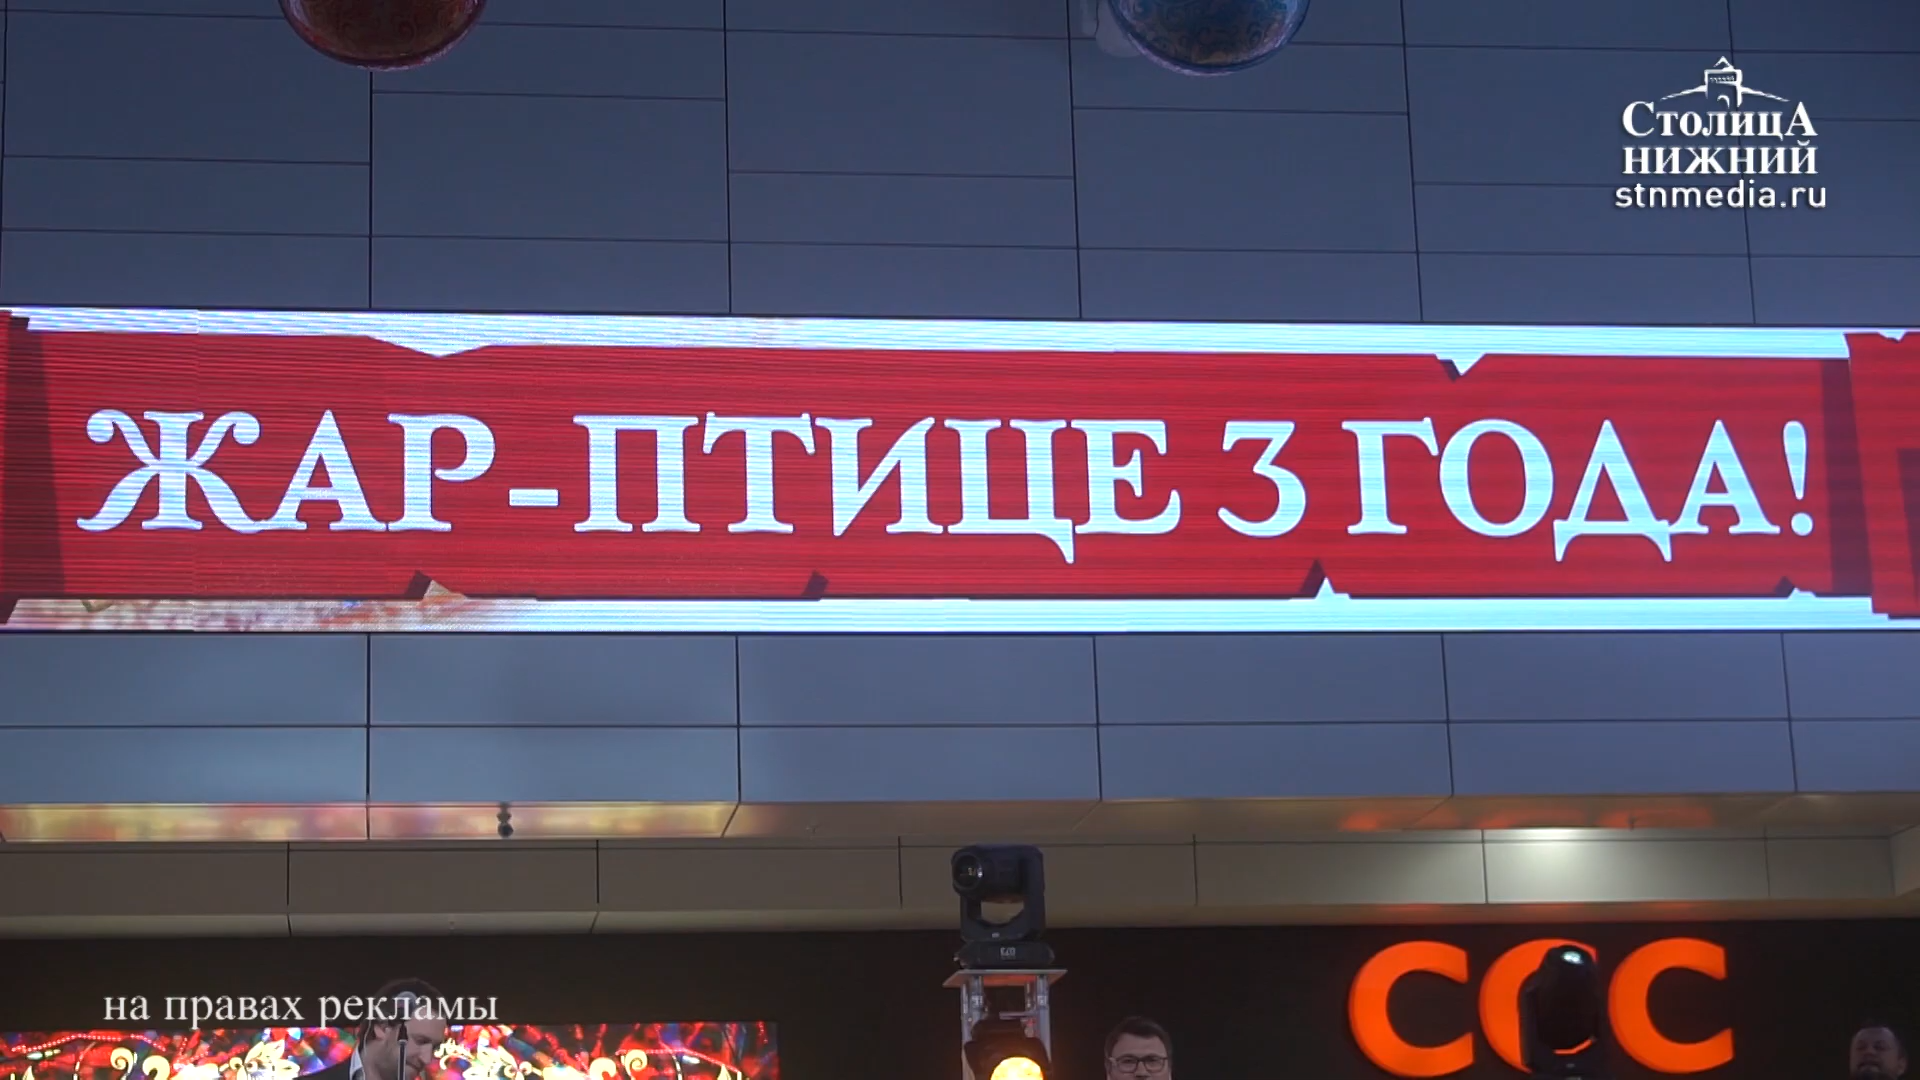 СтолицА
нижний
stnmedia.ru
ЖАР-ПТИЦЕ 3 ГОДА!
ccc
на правах рекламы